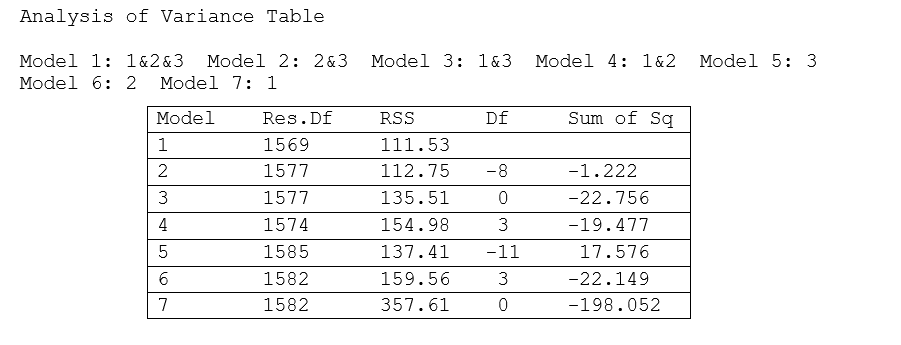 Analysis of Variance Table
Model 1: 1&2&3 Model 2: 2&3 Model 3: 1&3 Model 4: 1&2 Model 5: 3
Model 6: 2 Model 7: 1
Model Res.Df RSS Df Sum of Sq
1 1569 111.53
2 1577 112.75 -8 -1.222
3 1577 135.51 0 -22.756
4 1574 154.98 3 -19.477
5 1585 137.41 -11 17.576
6 1582 159.56 3 -22.149
7 1582 357.61 0 -198.052